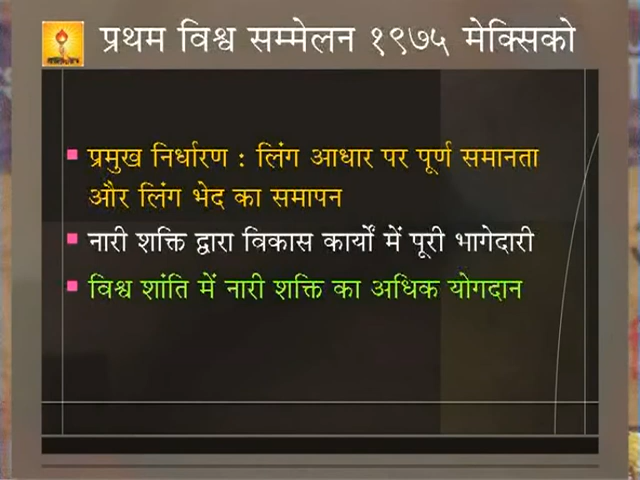 प्रथम विश्व सम्मेलन १९७५ मेक्सिको
प्रमुख निर्धारण : लिंग आधार पर पूर्ण समानता
और लिंग भेद का समापन
नारी शक्ति द्वारा विकास कार्यों में पूरी भागेदारी
विश्व शांति में नारी शक्ति का अधिक योगदान